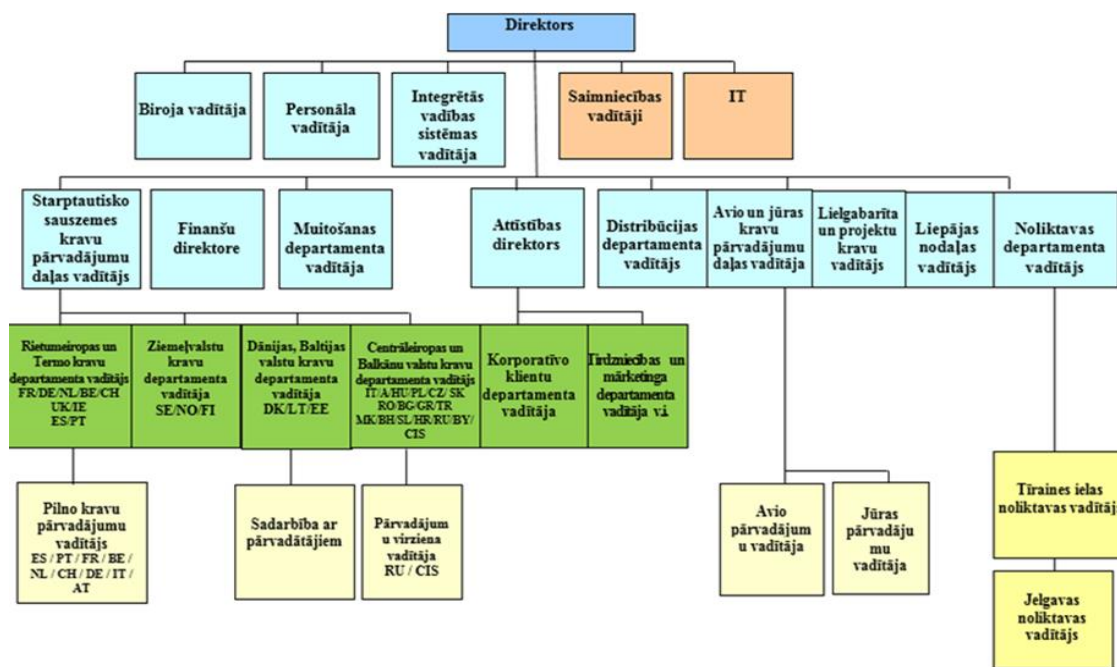 Direktors
Biroja vadītāja
Personāla
vadītāja
Integrētās
vadības
sistēmas
vadītāja
Saimniecības
vadītāji
IT
Starptautisko
sauszemes
kravu
pārvadājumu
daļas vadītājs
Finanšu
direktore
Muitošanas
departamenta
vadītāja
Attīstības
direktors
Distribūcijas
departamenta
vadītājs
Avio un jūras
kravu
pārvadājumu
daļas vadītāja
Lielgabarīta
un projektu
kravu
vadītājs
Liepājas
nodaļas
vadītājs
Noliktavas
departamenta
vadītājs
Rietumeiropas un
Termo kravu
departamenta vadītājs
FR/DE/NL/BE/CH
UK/IE
ES/PT
Ziemeļvalstu
kravu
departamenta
vadītāja
SE/NO/FI
Dānijas, Baltijas
valstu kravu
departamenta
vadītāja
DK/LT/EE
Centrāleiropas un
Balkānu valstu kravu
departamenta vadītājs
IT/A/HU/PL/CZ/ SK
RO/BG/GR/TR
MK/BH/SL/HR/RU/BY/
CIS
Korporatīvo
klientu
departamenta
vadītāja
Tirdzniecības un
mārketinga
departamenta
vadītāja v.i.
Pilno kravu
pārvadājumu
vadītājs
ES / PT / FR / BE /
NL / CH / DE / IT /
AT
Sadarbība ar
pārvadātājiem
Pārvadājum
u virziena
vadītāja
RU / CIS
Avio
pārvadājum
u vadītāja
Jūras
pārvadāju
mu
vadītāja
Tīraines ielas
noliktavas vadītājs
Jelgavas
noliktavas
vadītājs